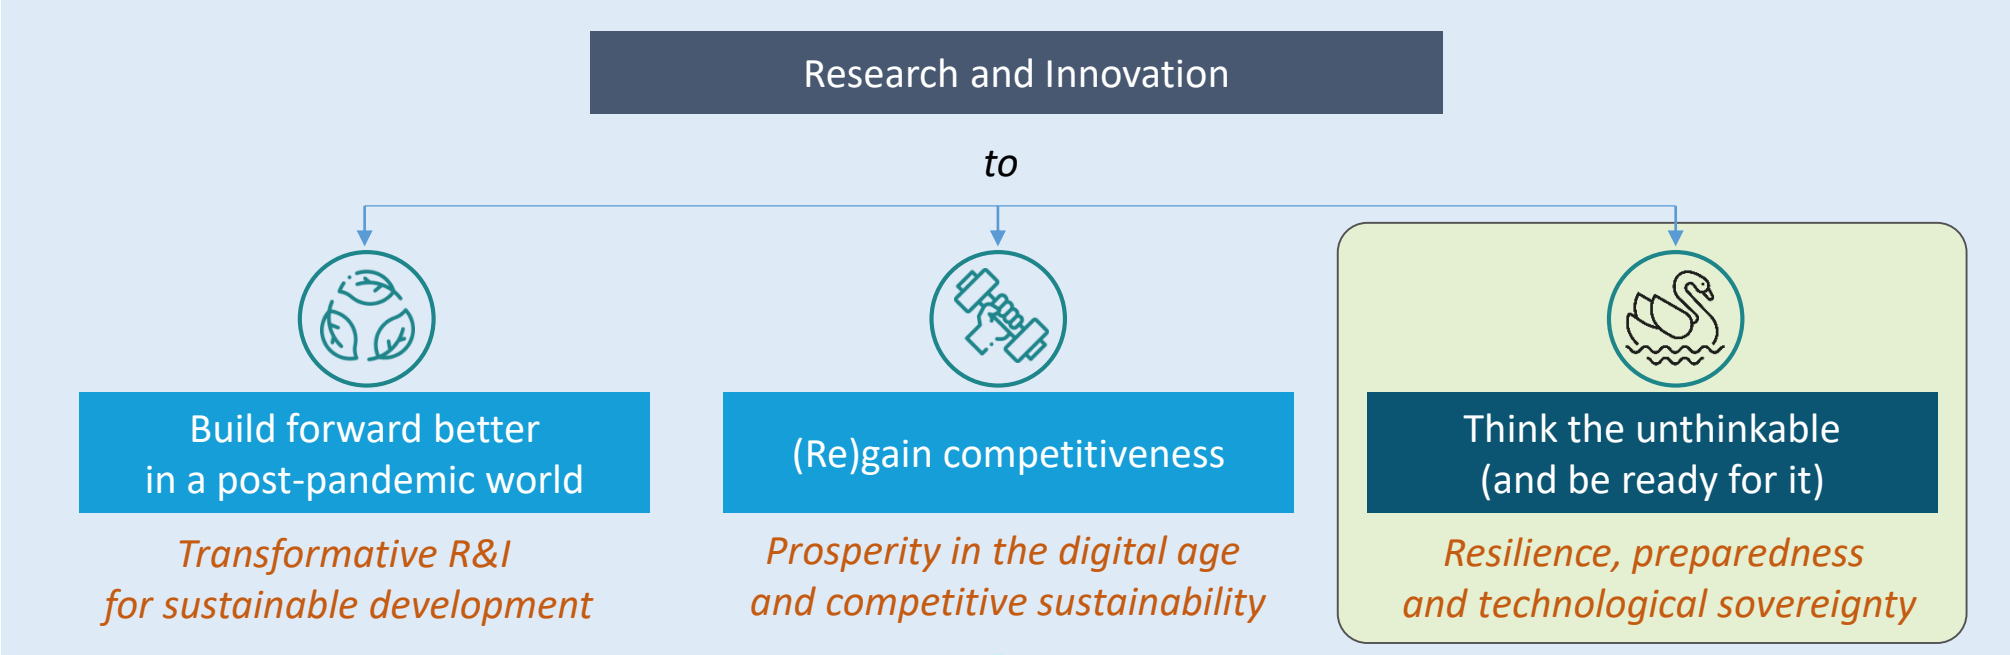 Research and Innovation
to
Build forward better
in a post-pandemic world
Transformative R&I
for sustainable development
(Re)gain competitiveness
Prosperity in the digital age
and competitive sustainability
Think the unthinkable
(and be ready for it)
Resilience, preparedness
and technological sovereignty